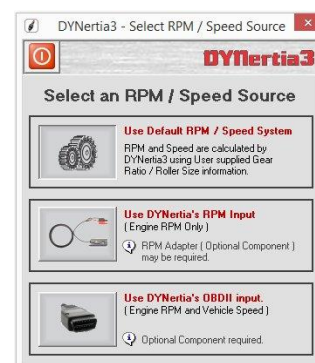 DYNertia3 - Select RPM / Speed Source
DYNertia3
Select an RPM / Speed Source
Use Default RPM / Speed System
RPM and Speed are calculated by
DYNertia3 using User supplied Gear
Ratio / Roller Size information.
Use DYNertia's RPM Input
( Engine RPM Only )
RPM Adapter ( Optional Component )
may be required.
Use DYNertia's OBDII input.
( Engine RPM and Vehicle Speed )
Optional Component required.